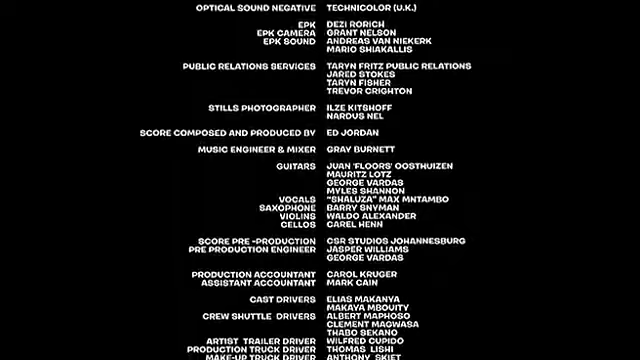 OPTICAL SOUND NEGATIVE TECHNICOLOR (U.K.)
EPK DEZI RORICH
EPK CAMERA GRANT NELSON
EPK SOUND ANDREAS VAN NIEKERK
MARIO SHIAKALLIS
PUBLIC RELATIONS SERVICES TARYN FRITZ PUBLIC RELATIONS
JARED STOKES
TARYN FISHER
TREVOR CRIGHTON
STILLS PHOTOGRAPHER ILZE KITSHOFF
NARDUS NEL
SCORE COMPOSED AND PRODUCED BY ED JORDAN
MUSIC ENGINEER & MIXER GRAY BURNETT
GUITARS JUAN 'FLOORS' OOSTHUIZEN
MAURITZ LOTZ
GEORGE VARDAS
MYLES SHANNON
VOCALS "SHALUZA" MAX MNTAMBO
SAXOPHONE BARRY SNYMAN
VIOLINS WALDO ALEXANDER
CELLOS CAREL HENN
SCORE PRE -PRODUCTION CSR STUDIOS JOHANNESBURG
PRE PRODUCTION ENGINEER JASPER WILLIAMS
GEORGE VARDAS
PRODUCTION ACCOUNTANT CAROL KRUGER
ASSISTANT ACCOUNTANT MARK CAIN
CAST DRIVERS ELIAS MAKANYA
MAKAYA MBOUITY
CREW SHUTTLE DRIVERS ALBERT MAPHOSO
CLEMENT MAGWASA
THABO SEKANO
ARTIST TRAILER DRIVER WILFRED CUPIDO
PRODUCTION TRUCK DRIVER THOMAS LISHI
MAKE-UP TRUCK DRIVER ANTHONY SKIET